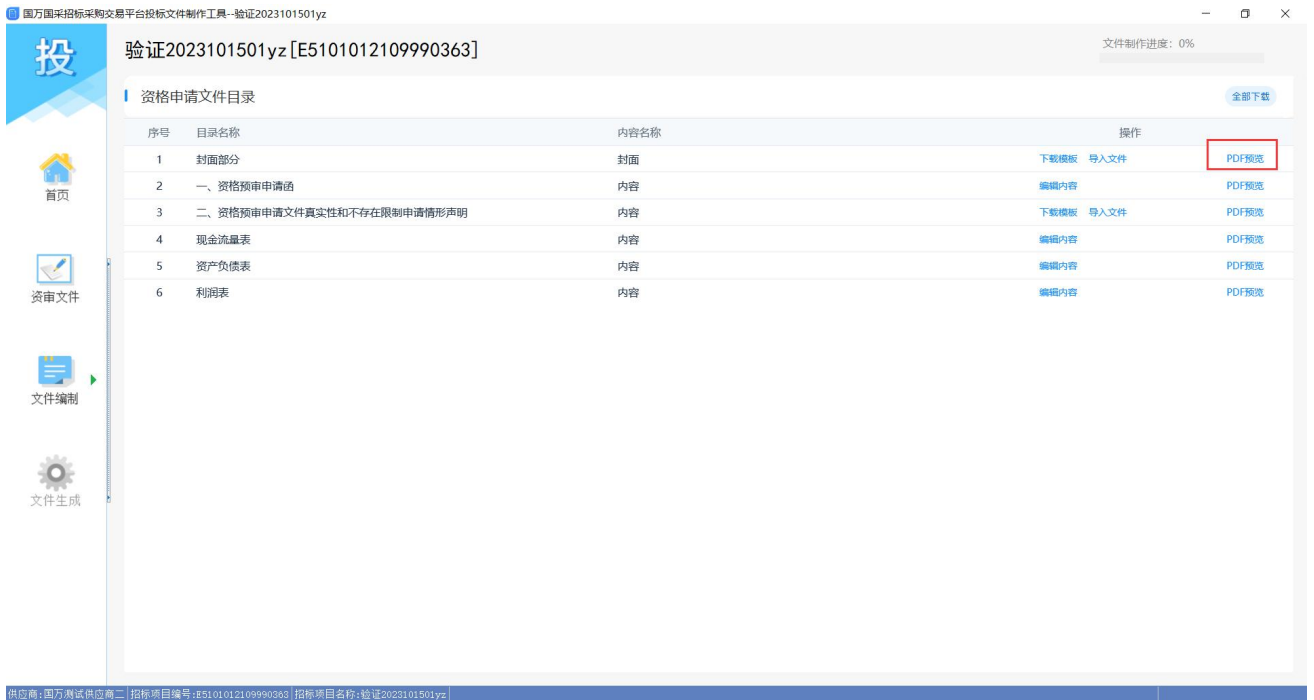 国万国采招标采购交易平台投标文件制作工具--验证2023101501yz
投
验证2023101501yz[E5101012109990363]
文件制作进度: 0%
资格申请文件目录
全部下载
序号 目录名称 内容名称 操作
1 封面部分 封面 下载模板 导入文件 PDF预览
2 一、资格预审申请函 内容 编辑内容 PDF预览
3 二、资格预审申请文件真实性和不存在限制申请情形声明 内容 下载模板 导入文件 PDF预览
4 现金流量表 内容 编辑内容 PDF预览
5 资产负债表 内容 编辑内容 PDF预览
6 利润表 内容 编辑内容 PDF预览
首页
资审文件
文件编制
文件生成
供应商:国万测试供应商二 招标项目编号:E5101012109990363 招标项目名称:验证2023101501yz